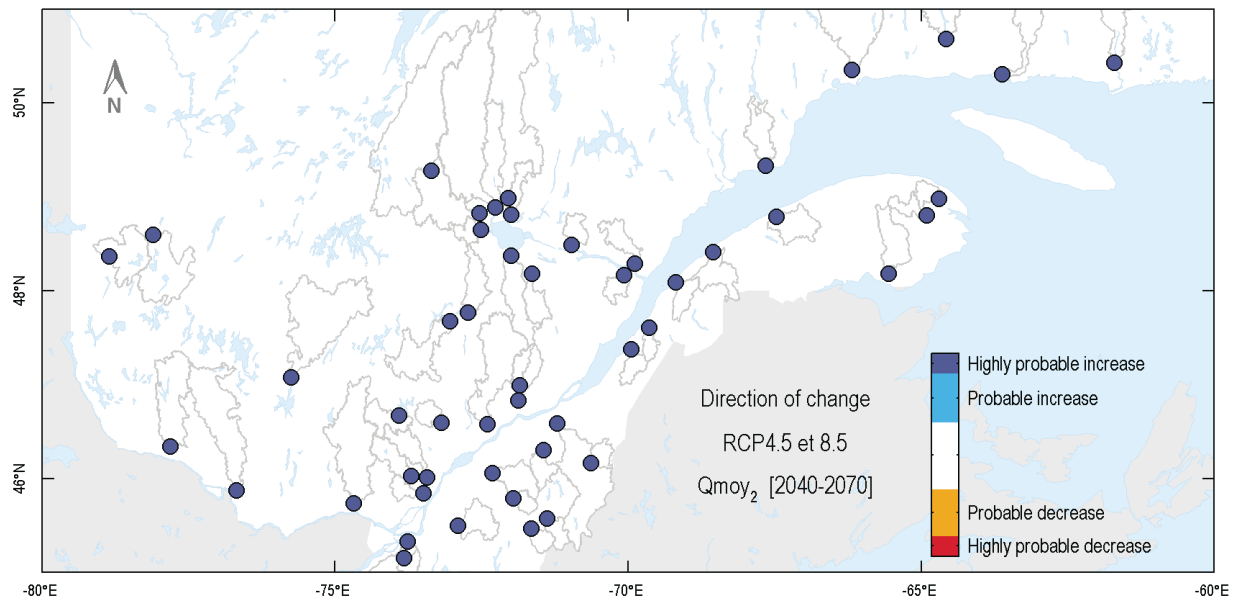 N
50°N
48°N
46°N
Direction of change
RCP4.5 et 8.5
Qmoy₂ [2040-2070]
Highly probable increase
Probable increase
Probable decrease
Highly probable decrease
-80°E
-75°E
-70°E
-65°E
-60°E